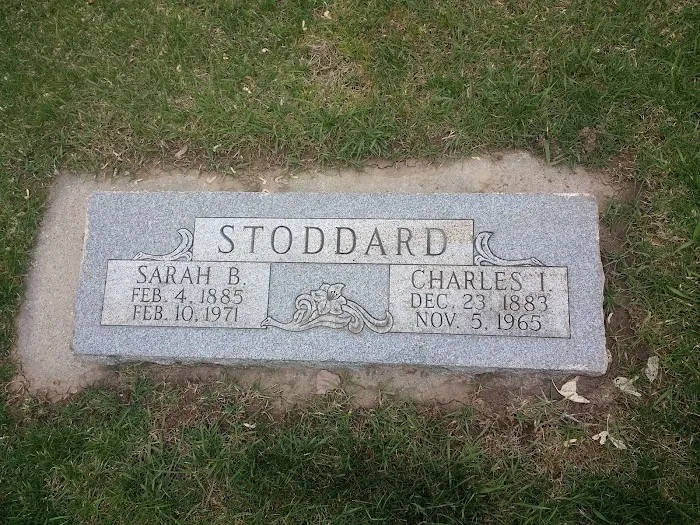 STODDARD
SARAH B.
FEB. 4, 1885
FEB. 10, 1971
CHARLES I.
DEC. 23, 1883
NOV. 5, 1965